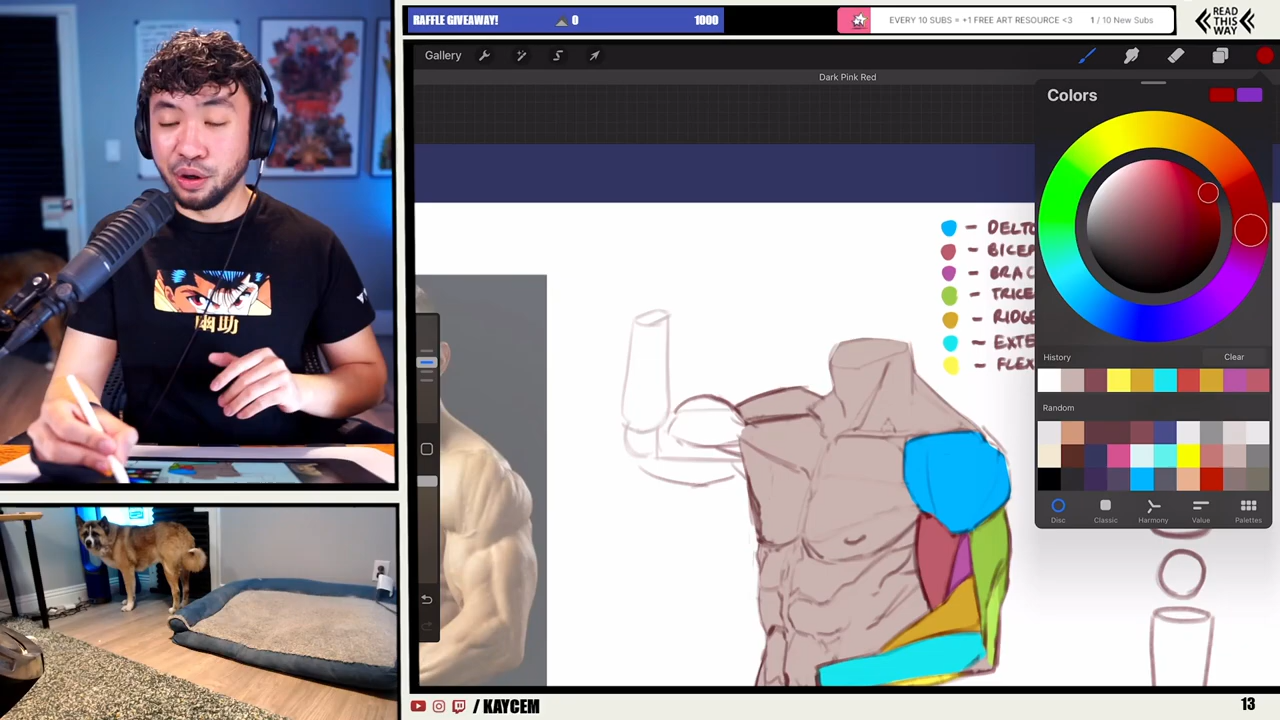 RAFFLE GIVEAWAY! 0 1000
EVERY 10 SUBS = +1 FREE ART RESOURCE <3 1 / 10 New Subs
READ
THIS
WAY
Gallery
Dark Pink Red
Colors
DELTO
BICEP
BRAC
TRICE
RIDGE
EXTE
FLEX
History Clear
Random
Disc Classic Harmony Value Palettes
幽助
/ KAYCEM
13